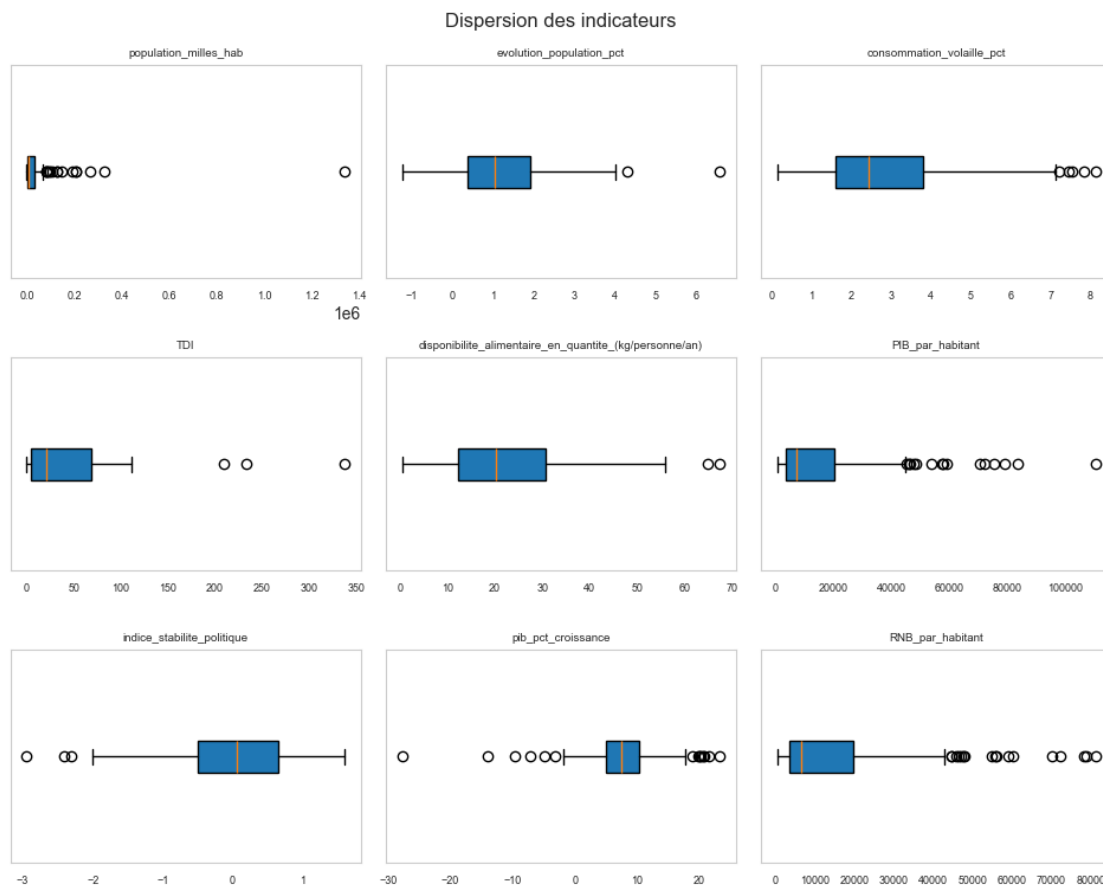 Dispersion des indicateurs
population_milles_hab evolution_population_pct consommation_volaille_pct
0.0 0.2 0.4 0.6 0.8 1.0 1.2 1.4 −1 0 1 2 3 4 5 6 0 1 2 3 4 5 6 7 8
1e6
TDI disponibilite_alimentaire_en_quantite_(kg/personne/an) PIB_par_habitant
0 50 100 150 200 250 300 350 0 10 20 30 40 50 60 70 0 20000 40000 60000 80000 100000
indice_stabilite_politique pib_pct_croissance RNB_par_habitant
−3 −2 −1 0 1 −30 −20 −10 0 10 20 0 10000 20000 30000 40000 50000 60000 70000 80000